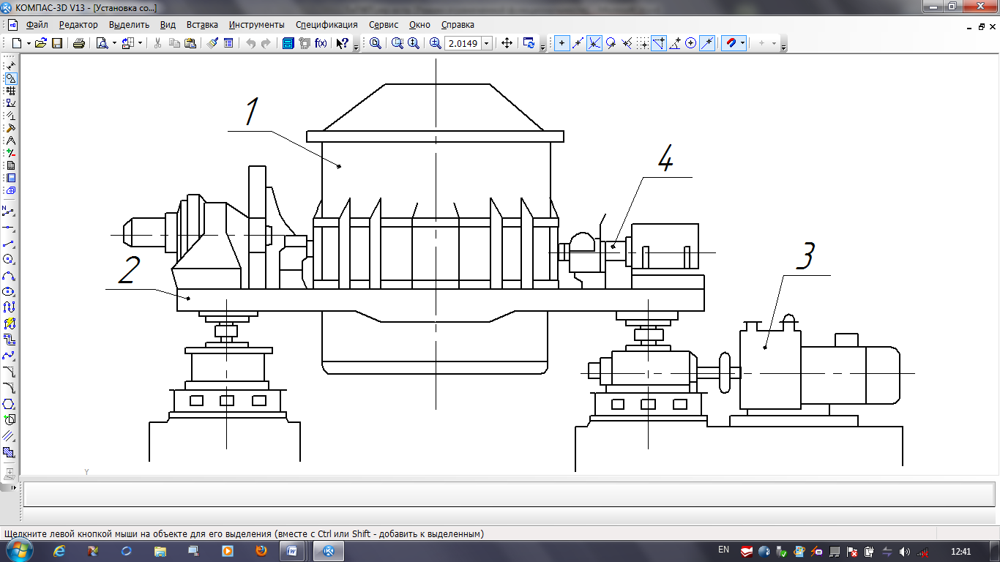 КОМПАС-3D V13 - [Установка со...]
Файл Редактор Выделить Вид Вставка Инструменты Спецификация Сервис Окно Справка
f(x) 2.0149
N
1
4
3
2
Y
Щелкните левой кнопкой мыши на объекте для его выделения (вместе с Ctrl или Shift - добавить к выделенным)
EN 12:41